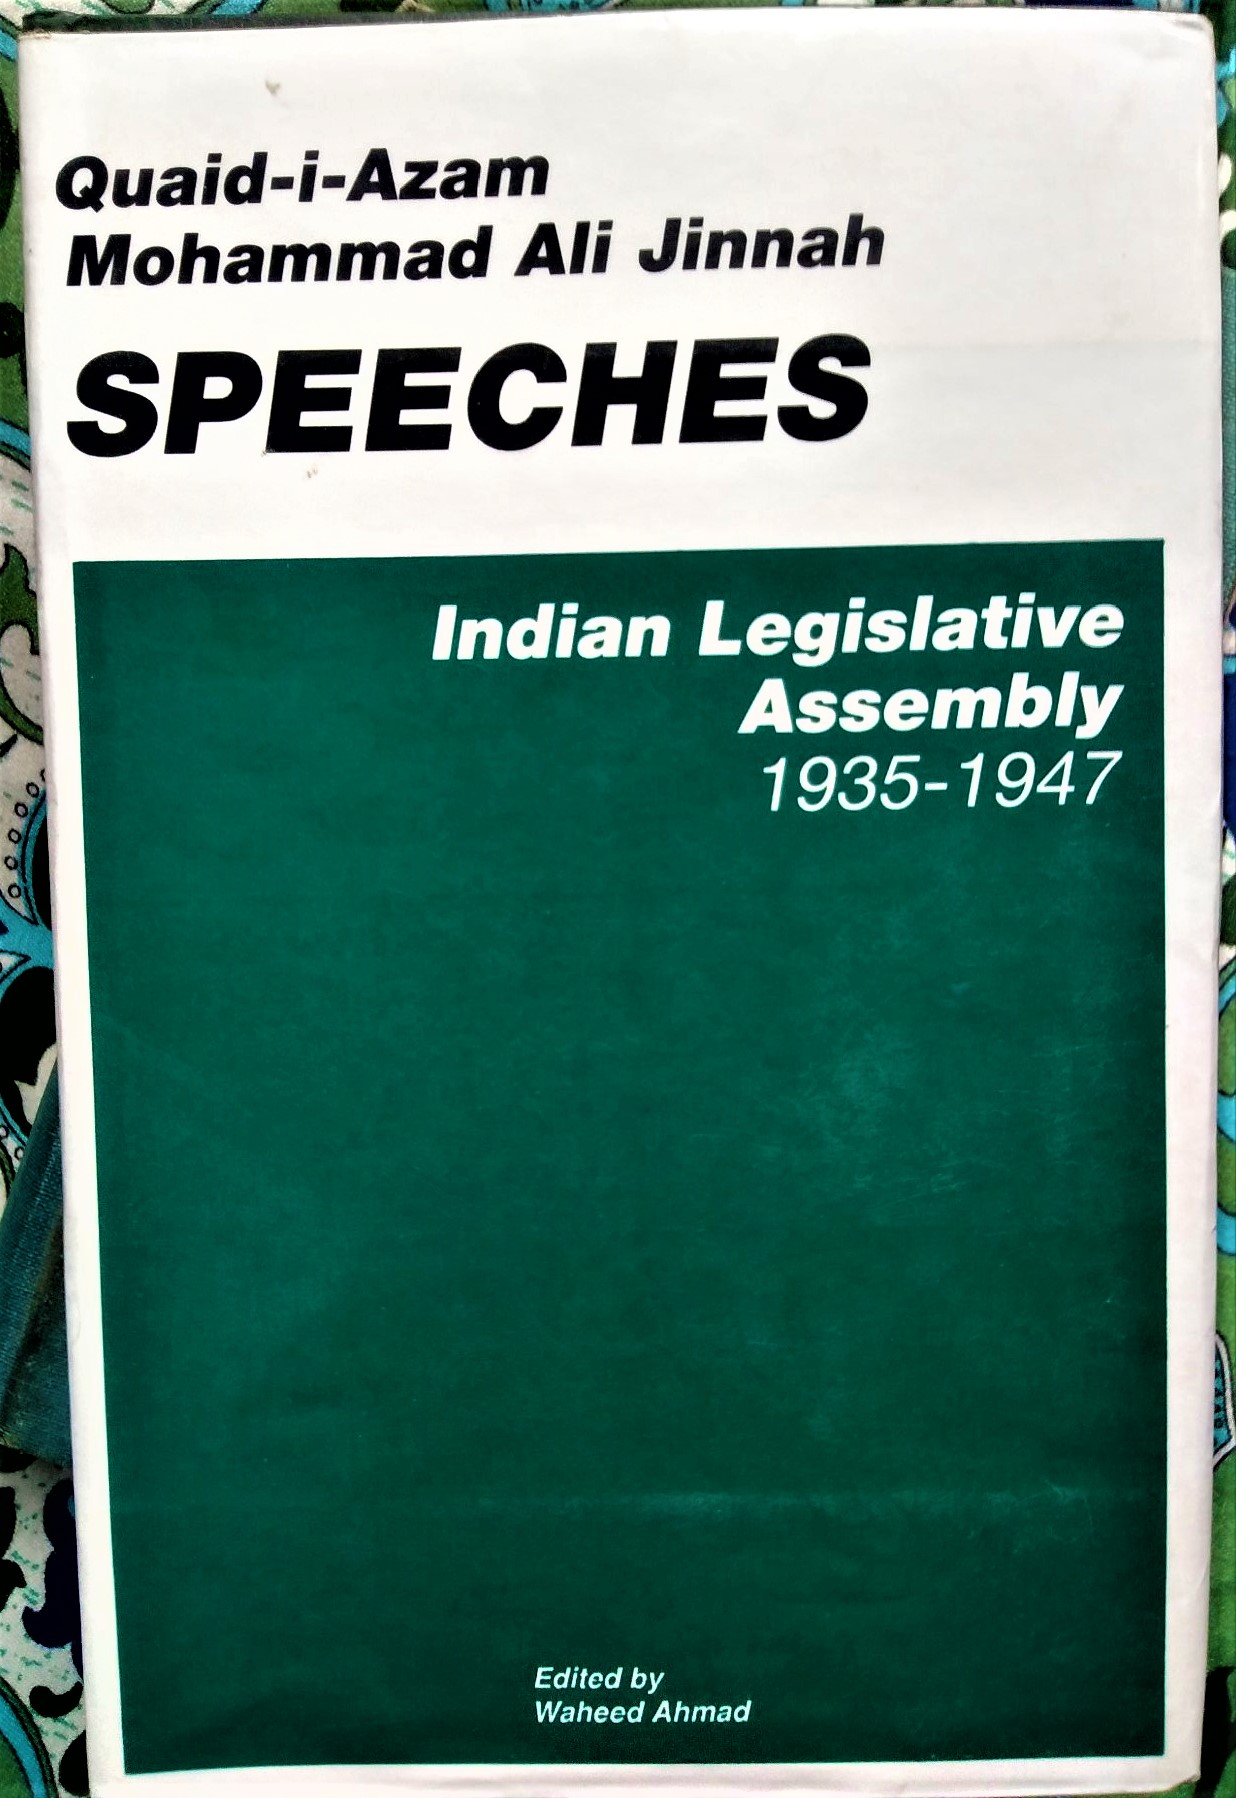 Quaid-i-Azam
Mohammad Ali Jinnah
SPEECHES
Indian Legislative
Assembly
1935-1947
Edited by
Waheed Ahmad